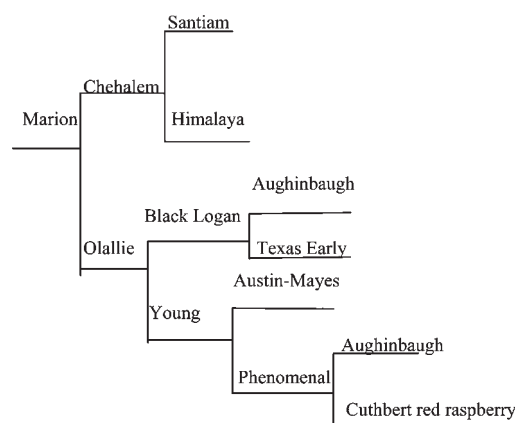 Santiam
Chehalem
Marion
Himalaya
Aughinbaugh
Black Logan
Olallie
Texas Early
Austin-Mayes
Young
Aughinbaugh
Phenomenal
Cuthbert red raspberry